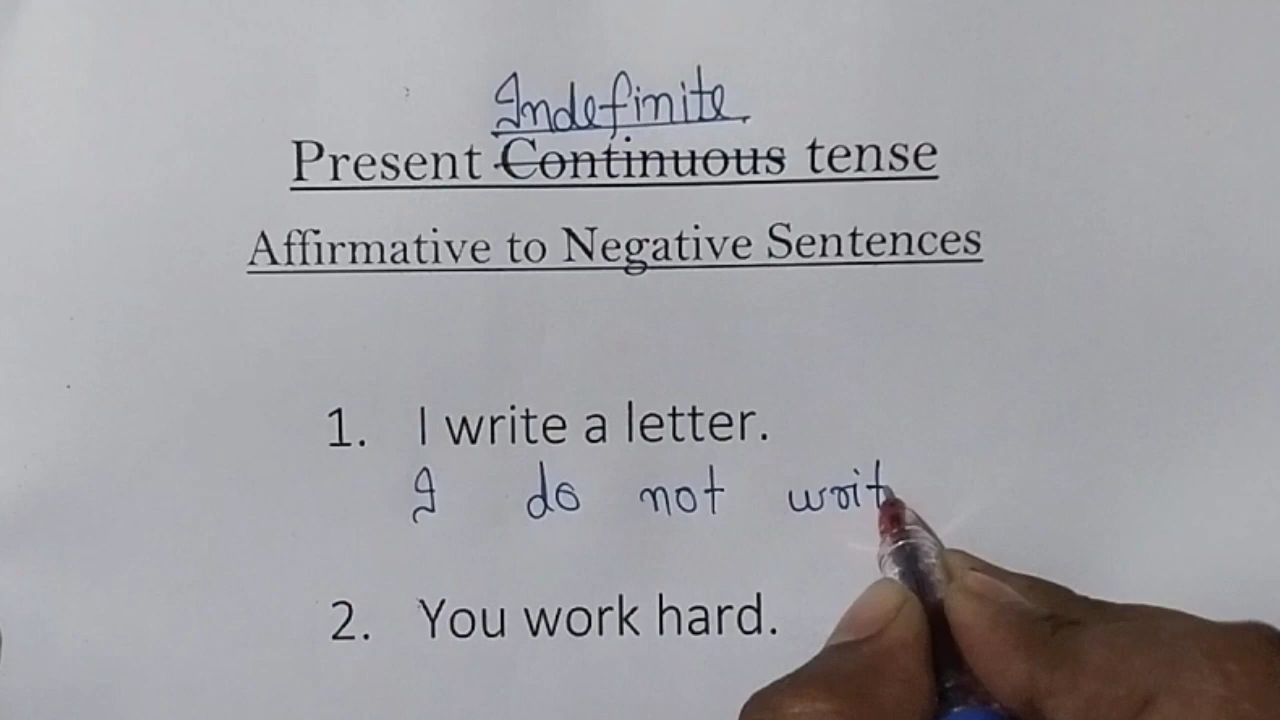 Indefinite
Present Continuous tense
Affirmative to Negative Sentences
1. I write a letter.
I do not writ
2. You work hard.